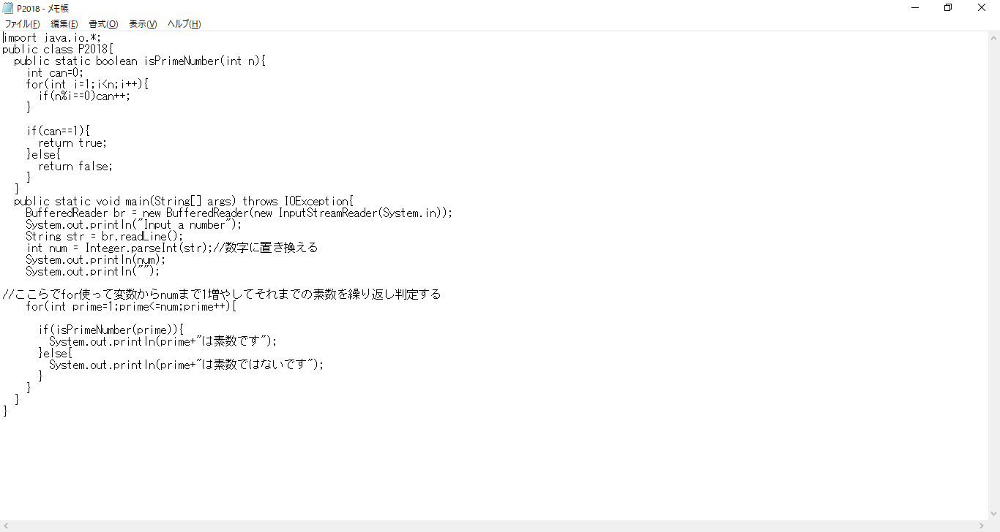 P2018 - メモ帳
ファイル(F) 編集(E) 書式(O) 表示(V) ヘルプ(H)
import java.io.*;
public class P2018{
  public static boolean isPrimeNumber(int n){
    int can=0;
    for(int i=1;i<n;i++){
      if(n%i==0)can++;
    }
    if(can==1){
      return true;
    }else{
      return false;
    }
  }
  public static void main(String[] args) throws IOException{
    BufferedReader br = new BufferedReader(new InputStreamReader(System.in));
    System.out.println("Input a number");
    String str = br.readLine();
    int num = Integer.parseInt(str);//数字に置き換える
    System.out.println(num);
    System.out.println("");
//ここらでfor使って変数からnumまで1増やしてそれまでの素数を繰り返し判定する
    for(int prime=1;prime<=num;prime++){
      if(isPrimeNumber(prime)){
        System.out.println(prime+"は素数です");
      }else{
        System.out.println(prime+"は素数ではないです");
      }
    }
  }
}